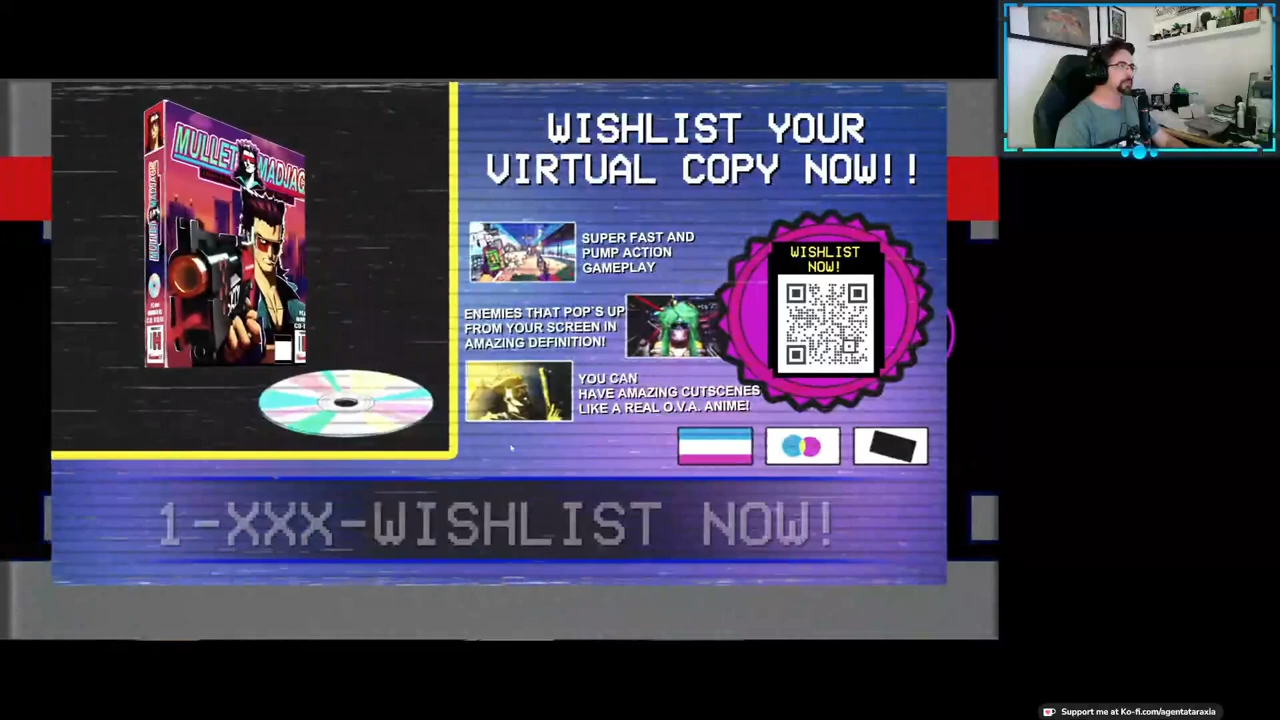 WISHLIST YOUR
VIRTUAL COPY NOW!!
MULLET
MADJACK
SUPER FAST AND
PUMP ACTION
GAMEPLAY
WISHLIST
NOW!
ENEMIES THAT POP'S UP
FROM YOUR SCREEN IN
AMAZING DEFINITION!
YOU CAN
HAVE AMAZING CUTSCENES
LIKE A REAL O.V.A. ANIME!
1-XXX-WISHLIST NOW!
Support me at Ko-fi.com/agentataraxia